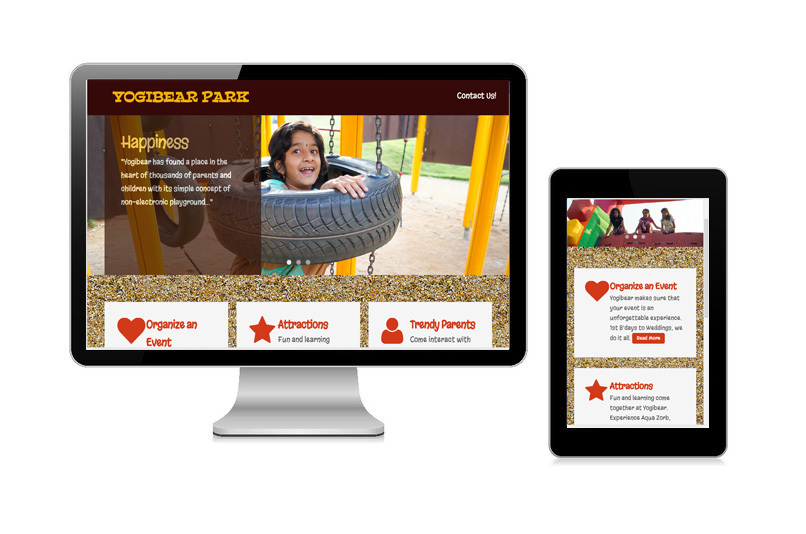 YOGIBEAR PARK
Contact Us!
Happiness
"Yogibear has found a place in the
heart of thousands of parents and
children with its simple concept of
non-electronic playground..."
Organize an
Event
Attractions
Fun and learning
Trendy Parents
Come interact with
Organize an Event
Yogibear makes sure that
your event is an
unforgettable experience.
1st B'days to Weddings, we
do it all. Read More
Attractions
Fun and learning come
together at Yogibear.
Experience Aqua Zorb,